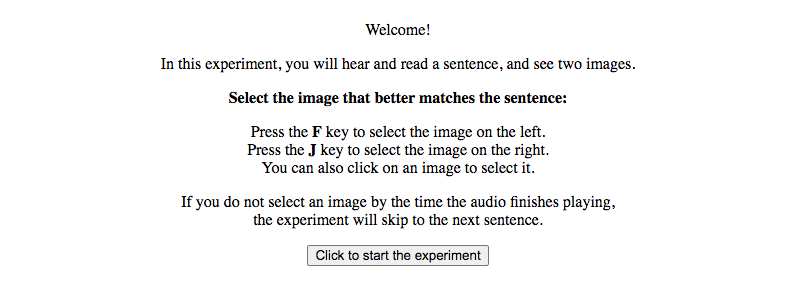 Welcome!
In this experiment, you will hear and read a sentence, and see two images.
Select the image that better matches the sentence:
Press the F key to select the image on the left.
Press the J key to select the image on the right.
You can also click on an image to select it.
If you do not select an image by the time the audio finishes playing,
the experiment will skip to the next sentence.
Click to start the experiment